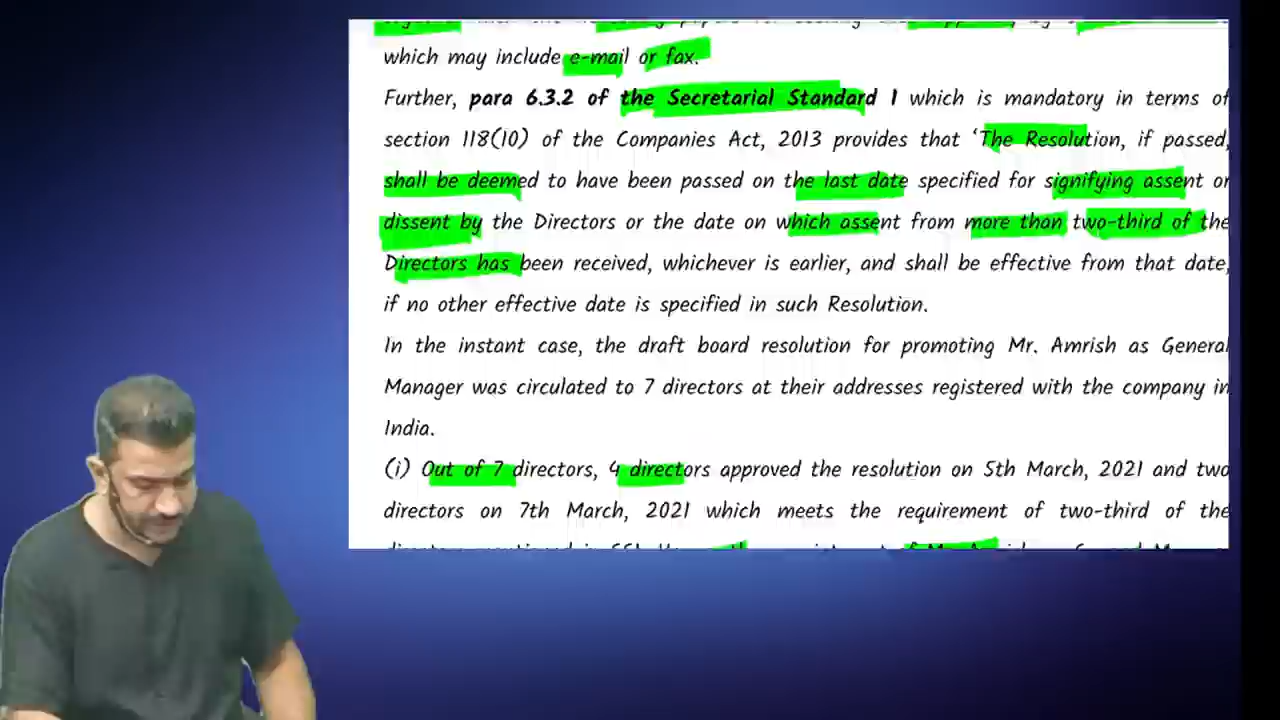 which may include e-mail or fax.
Further, para 6.3.2 of the Secretarial Standard 1 which is mandatory in terms of
section 118(10) of the Companies Act, 2013 provides that ‘The Resolution, if passed,
shall be deemed to have been passed on the last date specified for signifying assent or
dissent by the Directors or the date on which assent from more than two-third of the
Directors has been received, whichever is earlier, and shall be effective from that date,
if no other effective date is specified in such Resolution.
In the instant case, the draft board resolution for promoting Mr. Amrish as General
Manager was circulated to 7 directors at their addresses registered with the company in
India.
(i) Out of 7 directors, 4 directors approved the resolution on 5th March, 2021 and two
directors on 7th March, 2021 which meets the requirement of two-third of the